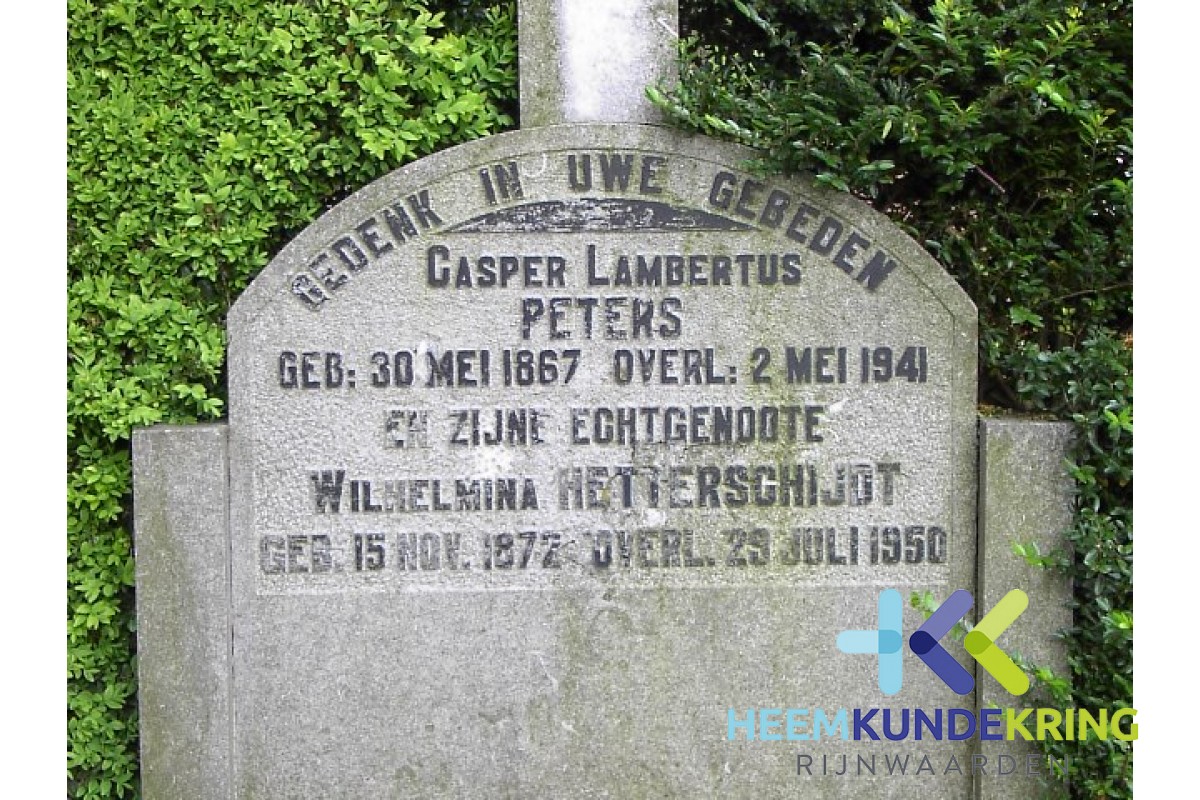 GEDENK IN UWE GEBEDEN
CASPER LAMBERTUS
PETERS
GEB: 30 MEI 1867 OVERL: 2 MEI 1941
EN ZIJNE ECHTGENOOTE
WILHELMINA HETTERSCHIJDT
GEB. 15 NOV. 1872 OVERL. 29 JULI 1950
HEEMKUNDEKRING
RIJNWAARDEN